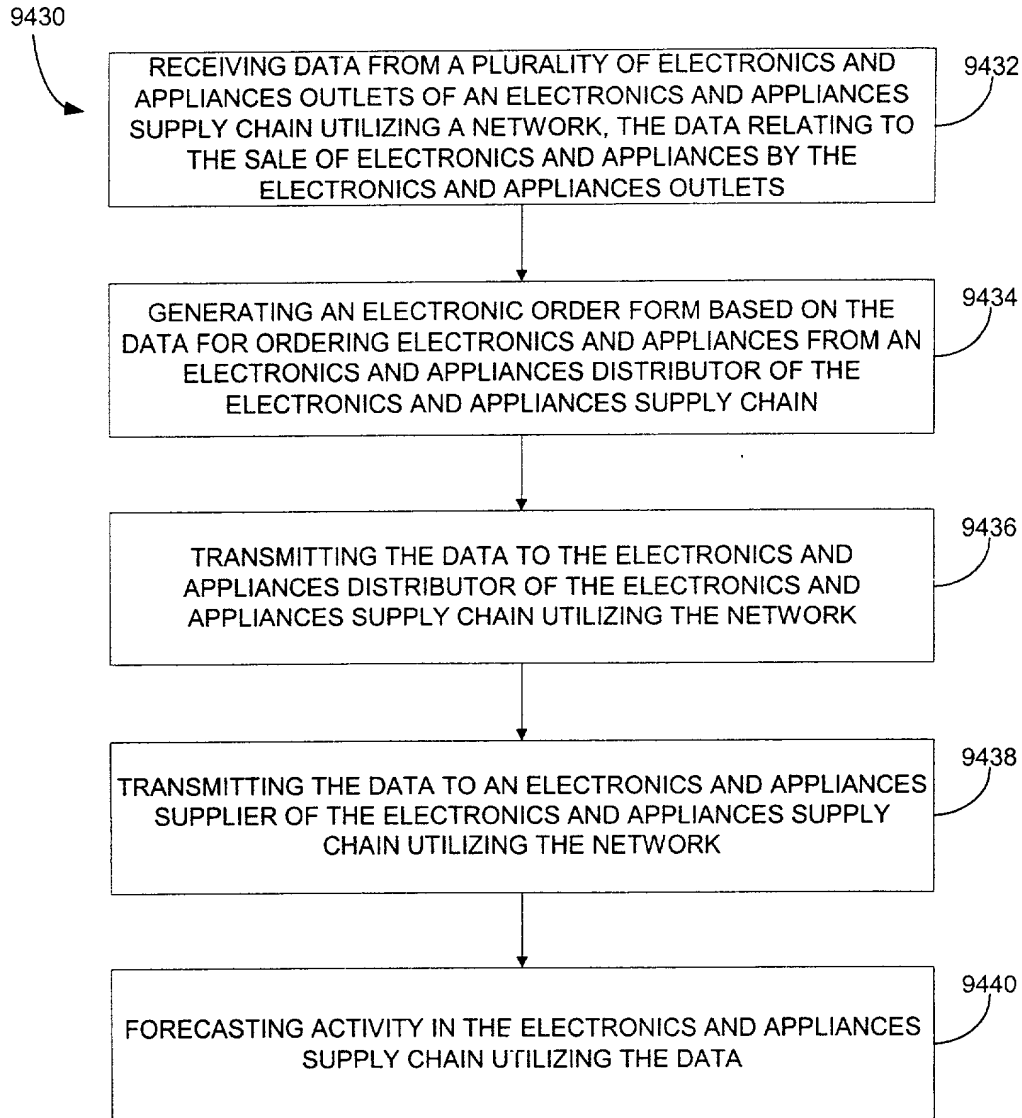 9430
RECEIVING DATA FROM A PLURALITY OF ELECTRONICS AND
APPLIANCES OUTLETS OF AN ELECTRONICS AND APPLIANCES
SUPPLY CHAIN UTILIZING A NETWORK, THE DATA RELATING TO
THE SALE OF ELECTRONICS AND APPLIANCES BY THE
ELECTRONICS AND APPLIANCES OUTLETS
9432
GENERATING AN ELECTRONIC ORDER FORM BASED ON THE
DATA FOR ORDERING ELECTRONICS AND APPLIANCES FROM AN
ELECTRONICS AND APPLIANCES DISTRIBUTOR OF THE
ELECTRONICS AND APPLIANCES SUPPLY CHAIN
9434
TRANSMITTING THE DATA TO THE ELECTRONICS AND
APPLIANCES DISTRIBUTOR OF THE ELECTRONICS AND
APPLIANCES SUPPLY CHAIN UTILIZING THE NETWORK
9436
TRANSMITTING THE DATA TO AN ELECTRONICS AND APPLIANCES
SUPPLIER OF THE ELECTRONICS AND APPLIANCES SUPPLY
CHAIN UTILIZING THE NETWORK
9438
FORECASTING ACTIVITY IN THE ELECTRONICS AND APPLIANCES
SUPPLY CHAIN UTILIZING THE DATA
9440